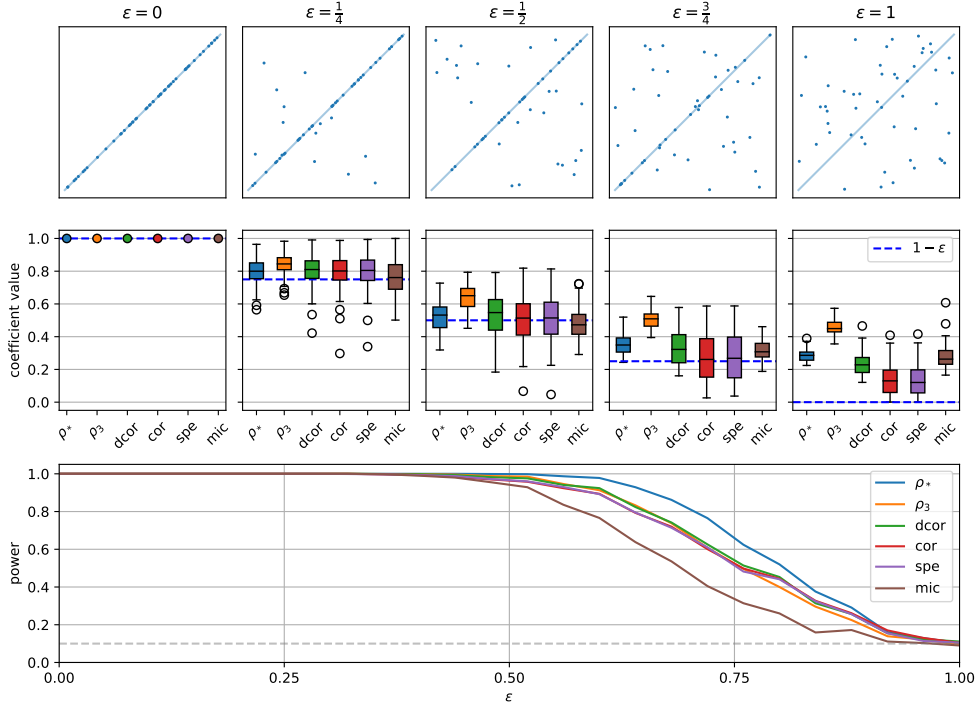 ε = 0
ε = 1/4
ε = 1/2
ε = 3/4
ε = 1
coefficient value
1.0
0.8
0.6
0.4
0.2
0.0
1 − ε
ρ* ρ3 dcor cor spe mic
ρ* ρ3 dcor cor spe mic
ρ* ρ3 dcor cor spe mic
ρ* ρ3 dcor cor spe mic
ρ* ρ3 dcor cor spe mic
power
1.0
0.8
0.6
0.4
0.2
0.0
ρ*
ρ3
dcor
cor
spe
mic
0.00 0.25 0.50 0.75 1.00
ε